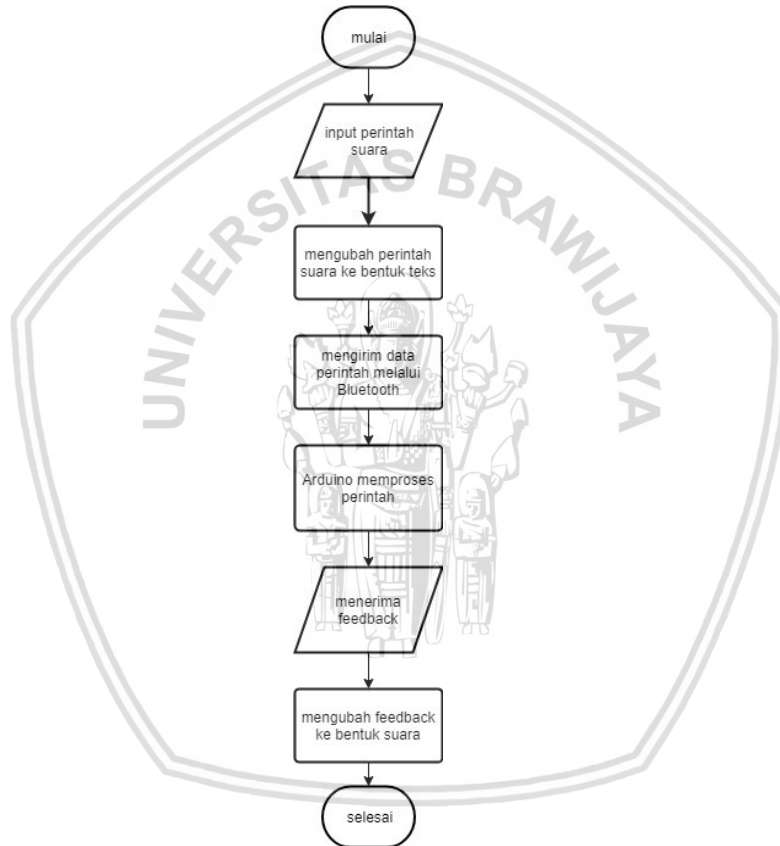 mulai
input perintah
suara
UNIVERSITAS BRAWIJAYA
mengubah perintah
suara ke bentuk teks
mengirim data
perintah melalui
Bluetooth
Arduino memproses
perintah
menerima
feedback
mengubah feedback
ke bentuk suara
selesai